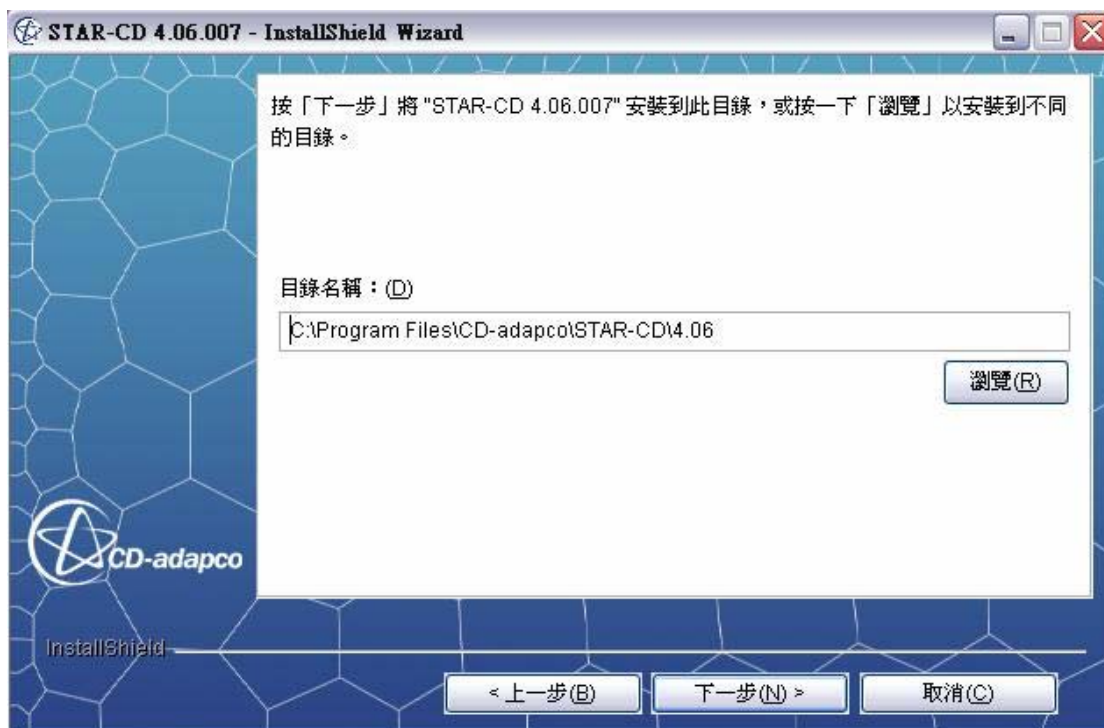 STAR-CD 4.06.007 - InstallShield Wizard
按「下一步」將 "STAR-CD 4.06.007" 安裝到此目錄，或按一下「瀏覽」以安裝到不同
的目錄。
目錄名稱：(D)
C:\Program Files\CD-adapco\STAR-CD\4.06
瀏覽(R)
CD-adapco
InstallShield
< 上一步(B)
下一步(N) >
取消(C)